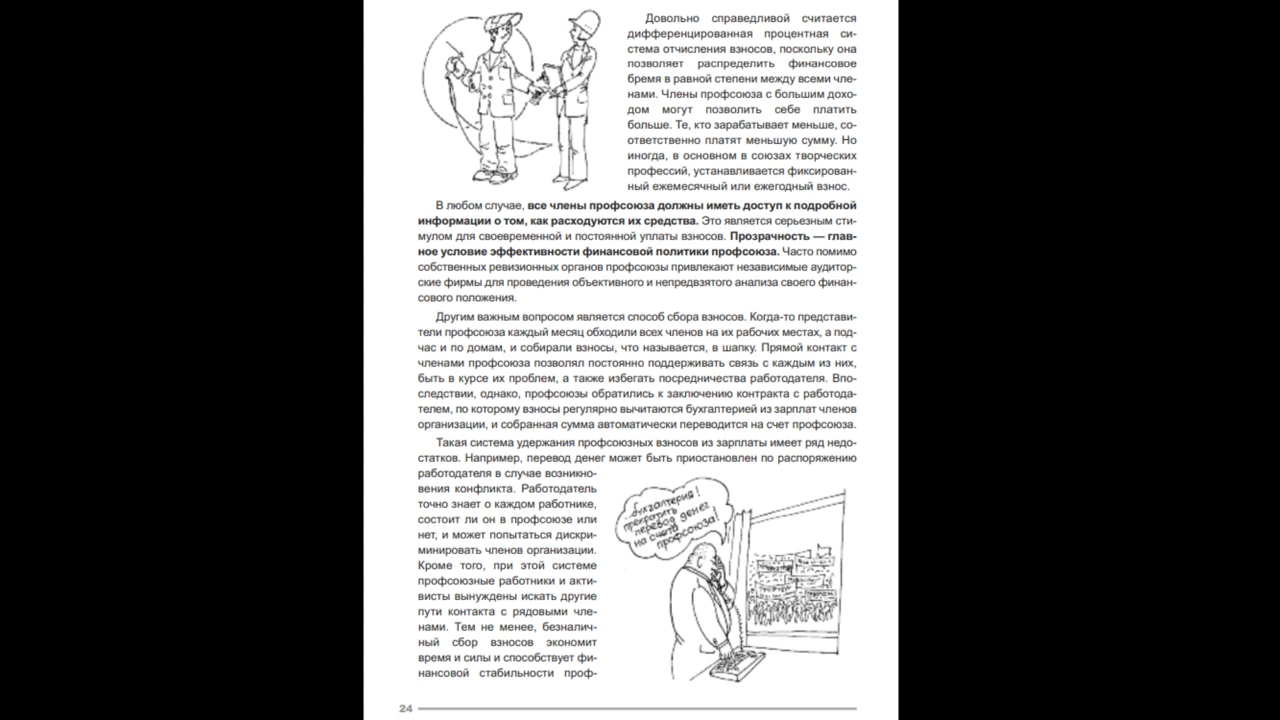 Довольно справедливой считается
дифференцированная процентная си-
стема отчисления взносов, поскольку она
позволяет распределить финансовое
бремя в равной степени между всеми чле-
нами. Члены профсоюза с большим дохо-
дом могут позволить себе платить
больше. Те, кто зарабатывает меньше, со-
ответственно платят меньшую сумму. Но
иногда, в основном в союзах творческих
профессий, устанавливается фиксирован-
ный ежемесячный или ежегодный взнос.
В любом случае, все члены профсоюза должны иметь доступ к подробной
информации о том, как расходуются их средства. Это является серьезным сти-
мулом для своевременной и постоянной уплаты взносов. Прозрачность — глав-
ное условие эффективности финансовой политики профсоюза. Часто помимо
собственных ревизионных органов профсоюзы привлекают независимые аудитор-
ские фирмы для проведения объективного и непредвзятого анализа своего финан-
сового положения.
Другим важным вопросом является способ сбора взносов. Когда-то представи-
тели профсоюза каждый месяц обходили всех членов на их рабочих местах, а под-
час и по домам, и собирали взносы, что называется, в шапку. Прямой контакт с
членами профсоюза позволял постоянно поддерживать связь с каждым из них,
быть в курсе их проблем, а также избегать посредничества работодателя. Впо-
следствии, однако, профсоюзы обратились к заключению контракта с работода-
телем, по которому взносы регулярно вычитаются бухгалтерией из зарплат членов
организации, и собранная сумма автоматически переводится на счет профсоюза.
Такая система удержания профсоюзных взносов из зарплаты имеет ряд недо-
статков. Например, перевод денег может быть приостановлен по распоряжению
работодателя в случае возникно-
вения конфликта. Работодатель
точно знает о каждом работнике,
состоит ли он в профсоюзе или
нет, и может попытаться дискри-
минировать членов организации.
Кроме того, при этой системе
профсоюзные работники и акти-
висты вынуждены искать другие
пути контакта с рядовыми чле-
нами. Тем не менее, безналич-
ный сбор взносов экономит
время и силы и способствует фи-
нансовой стабильности проф-
Бухгалтерия!
прекратить
перевод денег
на счета
профсоюза!
24